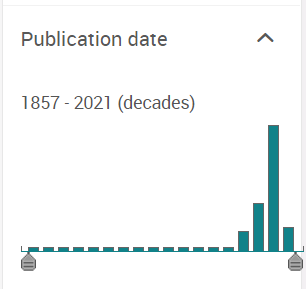 Publication date
1857 - 2021 (decades)